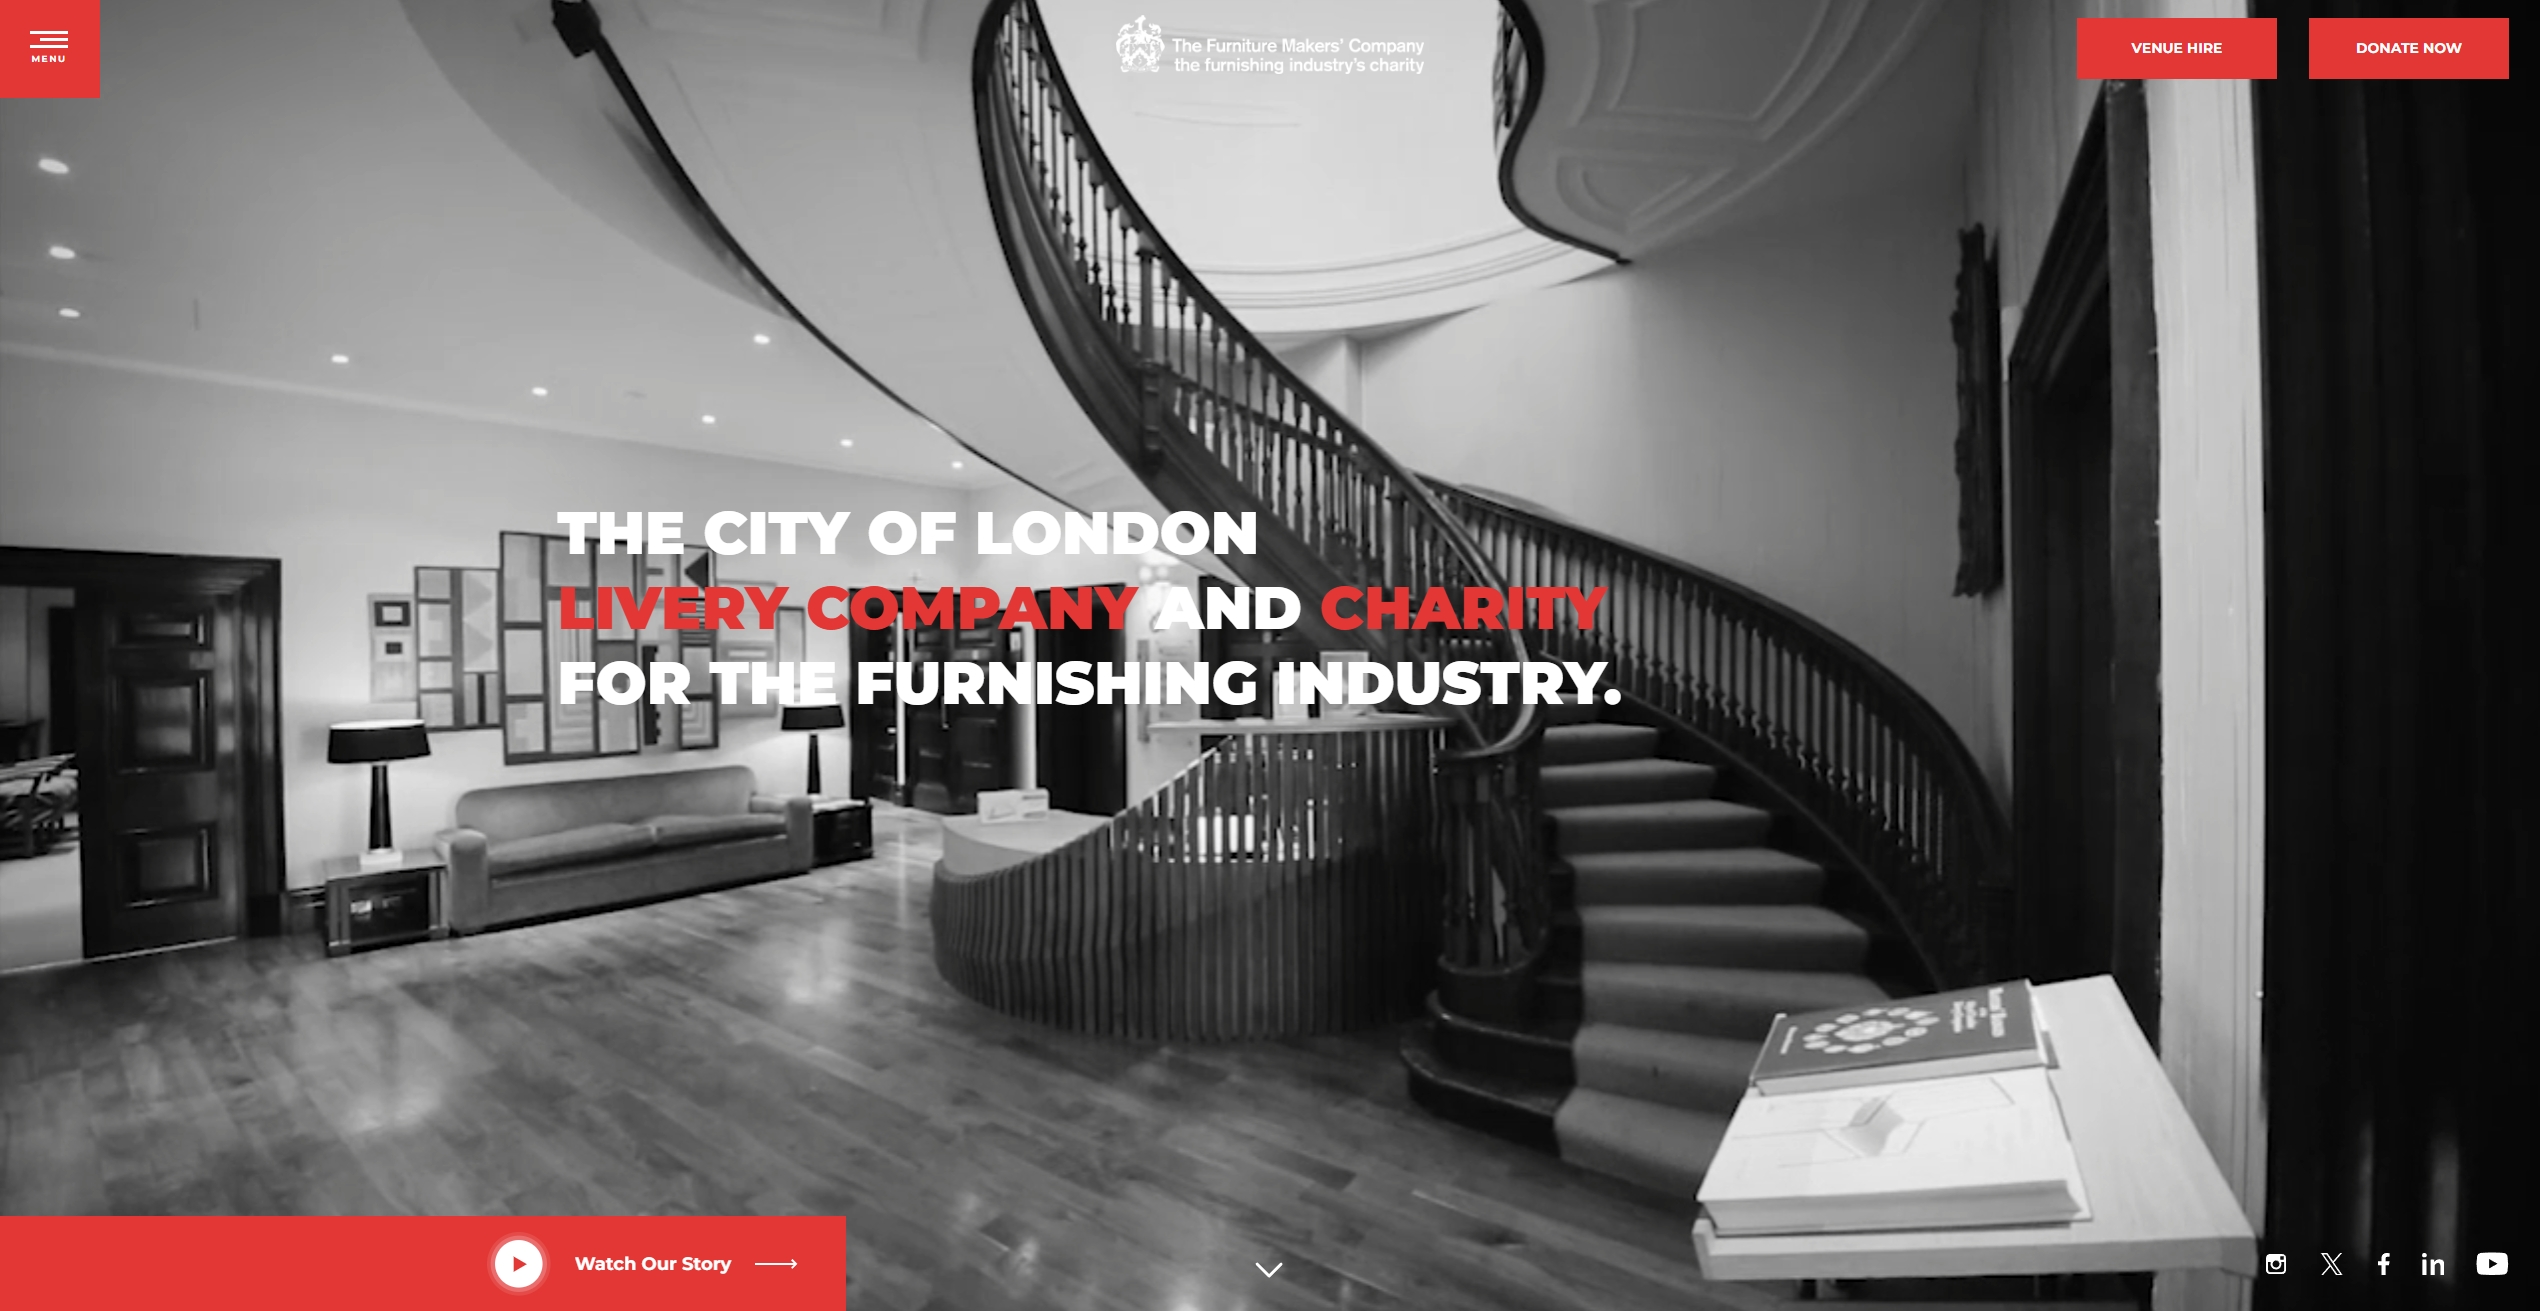 MENU
The Furniture Makers' Company
the furnishing industry's charity
VENUE HIRE
DONATE NOW
THE CITY OF LONDON
LIVERY COMPANY AND CHARITY
FOR THE FURNISHING INDUSTRY.
Watch Our Story